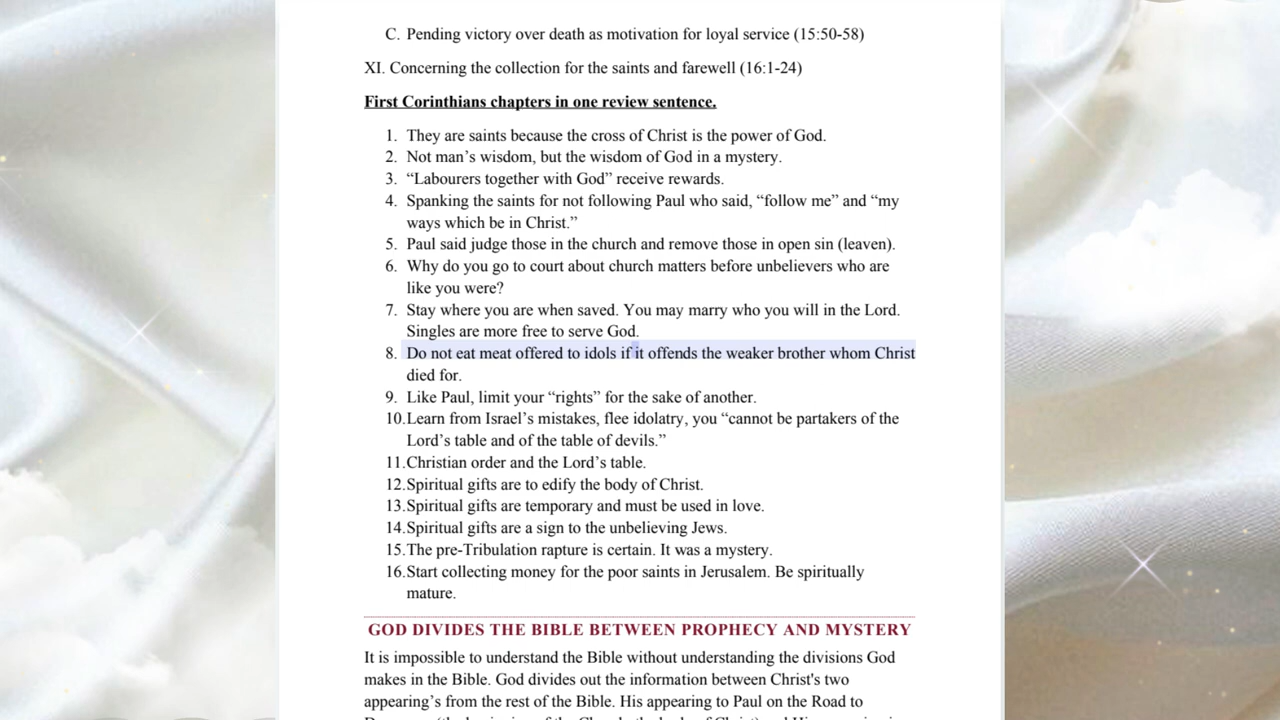 C. Pending victory over death as motivation for loyal service (15:50-58)
XI. Concerning the collection for the saints and farewell (16:1-24)
First Corinthians chapters in one review sentence.
1. They are saints because the cross of Christ is the power of God.
2. Not man’s wisdom, but the wisdom of God in a mystery.
3. “Labourers together with God” receive rewards.
4. Spanking the saints for not following Paul who said, “follow me” and “my
ways which be in Christ.”
5. Paul said judge those in the church and remove those in open sin (leaven).
6. Why do you go to court about church matters before unbelievers who are
like you were?
7. Stay where you are when saved. You may marry who you will in the Lord.
Singles are more free to serve God.
8. Do not eat meat offered to idols if it offends the weaker brother whom Christ
died for.
9. Like Paul, limit your “rights” for the sake of another.
10.Learn from Israel’s mistakes, flee idolatry, you “cannot be partakers of the
Lord’s table and of the table of devils.”
11.Christian order and the Lord’s table.
12.Spiritual gifts are to edify the body of Christ.
13.Spiritual gifts are temporary and must be used in love.
14.Spiritual gifts are a sign to the unbelieving Jews.
15.The pre-Tribulation rapture is certain. It was a mystery.
16.Start collecting money for the poor saints in Jerusalem. Be spiritually
mature.
GOD DIVIDES THE BIBLE BETWEEN PROPHECY AND MYSTERY
It is impossible to understand the Bible without understanding the divisions God
makes in the Bible. God divides out the information between Christ's two
appearing’s from the rest of the Bible. His appearing to Paul on the Road to